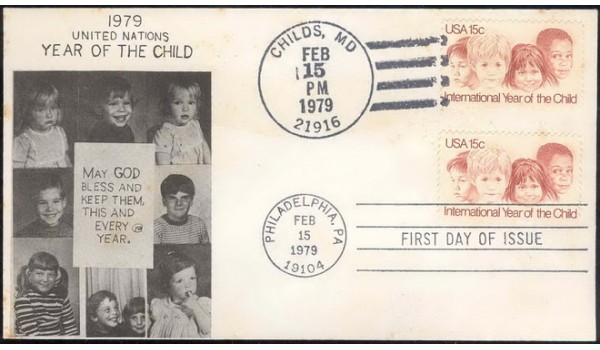 1979
UNITED NATIONS
YEAR OF THE CHILD
MAY GOD
BLESS AND
KEEP THEM,
THIS AND
EVERY
YEAR.
CHILDS, MD
FEB
15
PM
1979
21916
USA 15c
International Year of the Child
USA 15c
International Year of the Child
PHILADELPHIA, PA
FEB
15
1979
19104
FIRST DAY OF ISSUE